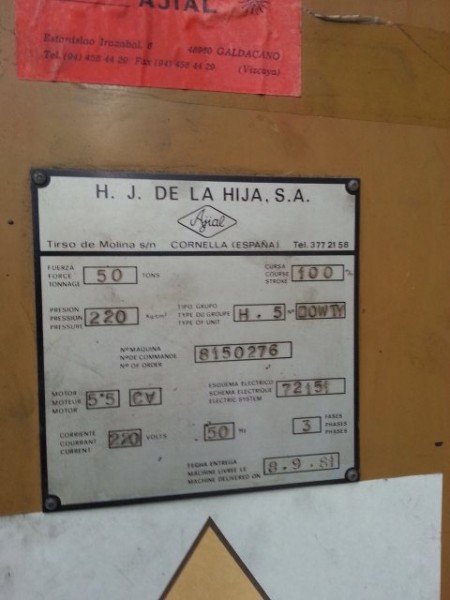 AJIAL
Estanislao Iruzubal, 6 48960 GALDACANO
Tel. (94) 456 44 29 Fax (94) 456 44 29 (Vizcaya)
H. J. DE LA HIJA, S.A.
Ajial
Tirso de Molina s/n CORNELLA (ESPAÑA) Tel. 377 21 58
FUERZA
FORCE
TONNAGE
50 TONS
CURSA
COURSE
STROKE
100
PRESION
PRESSION
PRESSURE
220 kg/cm²
TIPO GRUPO
TYPE DU GROUPE
TYPE OF UNIT
H. 5 Nº DOWTY
Nº MAQUINA
Nº DE COMMANDE
Nº OF ORDER
8150276
MOTOR
MOTEUR
MOTOR
5'5 CV
ESQUEMA ELECTRICO
SCHEMA ELECTRIQUE
ELECTRIC SYSTEM
72151
CORRIENTE
COURRANT
CURRENT
220 VOLTS
50 Hz
3
FASES
PHASES
PHASES
FECHA ENTREGA
MACHINE LIVREE LE
MACHINE DELIVERED ON
8.9.81